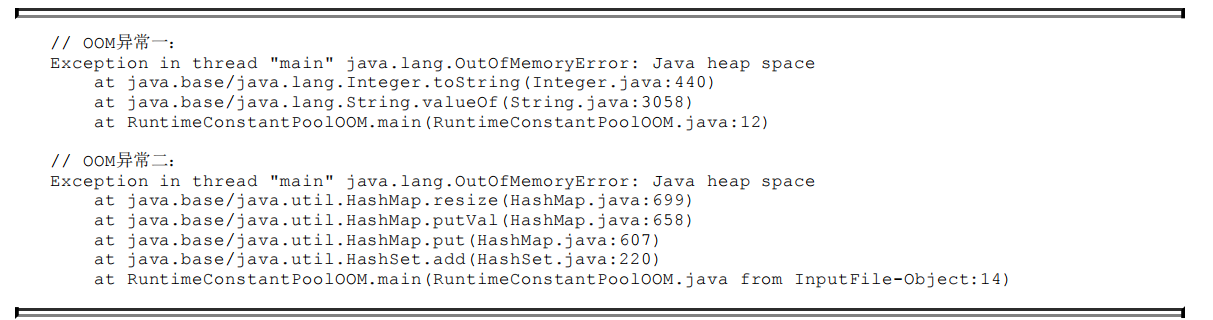 // OOM异常一：
Exception in thread "main" java.lang.OutOfMemoryError: Java heap space
    at java.base/java.lang.Integer.toString(Integer.java:440)
    at java.base/java.lang.String.valueOf(String.java:3058)
    at RuntimeConstantPoolOOM.main(RuntimeConstantPoolOOM.java:12)

// OOM异常二：
Exception in thread "main" java.lang.OutOfMemoryError: Java heap space
    at java.base/java.util.HashMap.resize(HashMap.java:699)
    at java.base/java.util.HashMap.putVal(HashMap.java:658)
    at java.base/java.util.HashMap.put(HashMap.java:607)
    at java.base/java.util.HashSet.add(HashSet.java:220)
    at RuntimeConstantPoolOOM.main(RuntimeConstantPoolOOM.java from InputFile-Object:14)